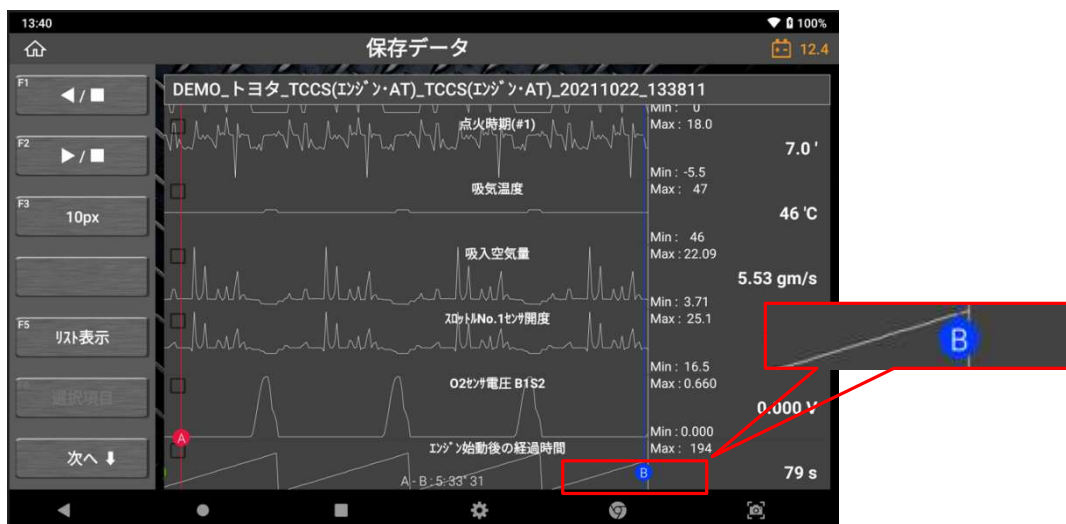 13:40
100%
保存データ
12.4
F1
◀/■
DEMO_トヨタ_TCCS(ｴﾝｼﾞﾝ･AT)_TCCS(ｴﾝｼﾞﾝ･AT)_20211022_133811
Min : 0
点火時期(#1)
Max : 18.0
F2
▶/■
7.0 '
Min : -5.5
吸気温度
Max : 47
F3
10px
46 'C
Min : 46
吸入空気量
Max : 22.09
5.53 gm/s
Min : 3.71
ｽﾛｯﾄﾙNo.1ｾﾝｻ開度
Max : 25.1
F5
ﾘｽﾄ表示
B
Min : 16.5
O2ｾﾝｻ電圧 B1S2
Max : 0.660
選択項目
0.000 V
Min : 0.000
A
ｴﾝｼﾞﾝ始動後の経過時間
Max : 194
次へ ⬇
B
79 s
A - B : 5: 33" 31